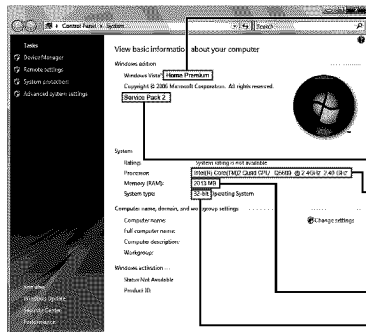 Control Panel ▸ System
Search
Tasks
Device Manager
Remote settings
System protection
Advanced system settings
View basic information about your computer
Windows edition
Windows Vista™ Home Premium
Copyright © 2006 Microsoft Corporation. All rights reserved.
Service Pack 2
System
Rating: System rating is not available
Processor: Intel(R) Core(TM)2 Quad CPU Q6600 @ 2.40GHz 2.40 GHz
Memory (RAM): 2013 MB
System type: 32-bit Operating System
Computer name, domain, and workgroup settings
Computer name:
Change settings
Full computer name:
Computer description:
Workgroup:
Windows activation
Status Not Available
Product ID:
See also
Windows Update
Security Center
Performance